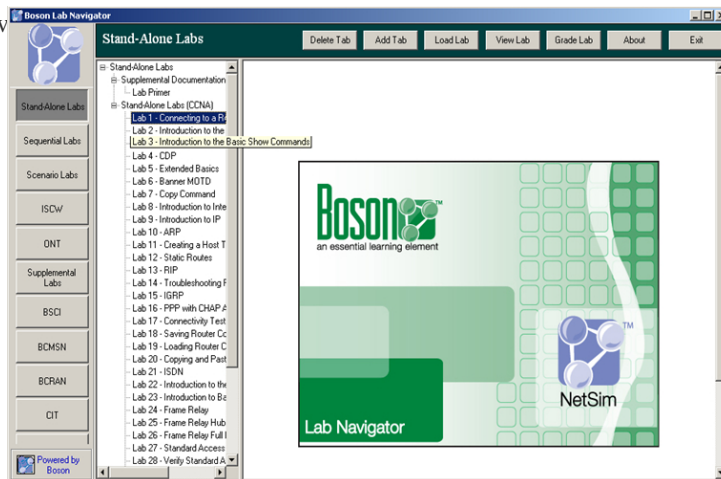 W
Boson Lab Navigator
Stand-Alone Labs
Delete Tab
Add Tab
Load Lab
View Lab
Grade Lab
About
Exit
Stand-Alone Labs
Sequential Labs
Scenario Labs
ISCW
ONT
Supplemental
Labs
BSCI
BCMSN
BCRAN
CIT
Powered by
Boson
Stand-Alone Labs
Supplemental Documentation
Lab Primer
Stand-Alone Labs (CCNA)
Lab 1 - Connecting to a R
Lab 2 - Introduction to the
Lab 3 - Introduction to the Basic Show Commands
Lab 4 - CDP
Lab 5 - Extended Basics
Lab 6 - Banner MOTD
Lab 7 - Copy Command
Lab 8 - Introduction to Inte
Lab 9 - Introduction to IP
Lab 10 - ARP
Lab 11 - Creating a Host T
Lab 12 - Static Routes
Lab 13 - RIP
Lab 14 - Troubleshooting F
Lab 15 - IGRP
Lab 16 - PPP with CHAP A
Lab 17 - Connectivity Test
Lab 18 - Saving Router Co
Lab 19 - Loading Router C
Lab 20 - Copying and Past
Lab 21 - ISDN
Lab 22 - Introduction to the
Lab 23 - Introduction to Ba
Lab 24 - Frame Relay
Lab 25 - Frame Relay Hub
Lab 26 - Frame Relay Full
Lab 27 - Standard Access
Lab 28 - Verify Standard A
Boson™
an essential learning element
TM
NetSim
Lab Navigator